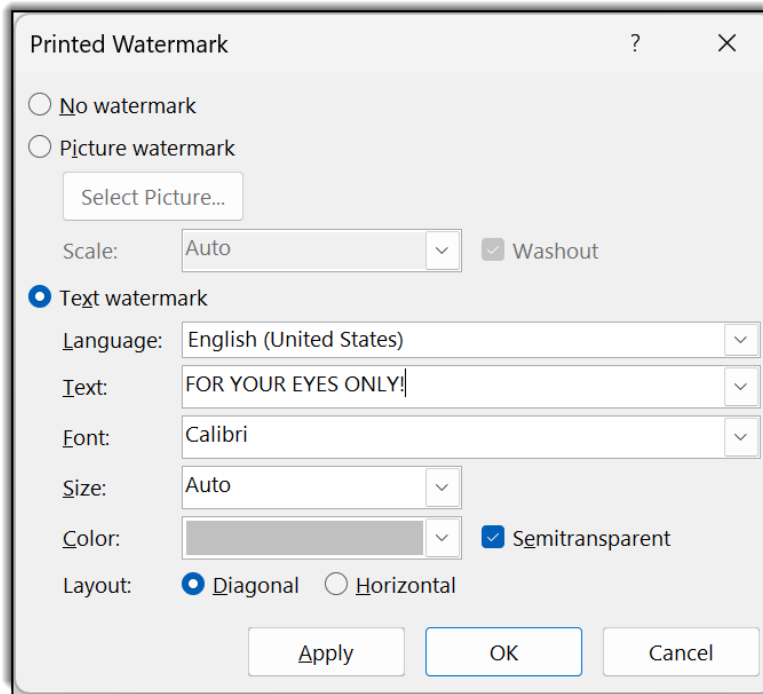 Printed Watermark ? 
No watermark
Picture watermark
Select Picture...
Scale: Auto Washout
Text watermark
Language: English (United States)
Text: FOR YOUR EYES ONLY!
Font: Calibri
Size: Auto
Color: Semitransparent
Layout: Diagonal Horizontal
Apply OK Cancel